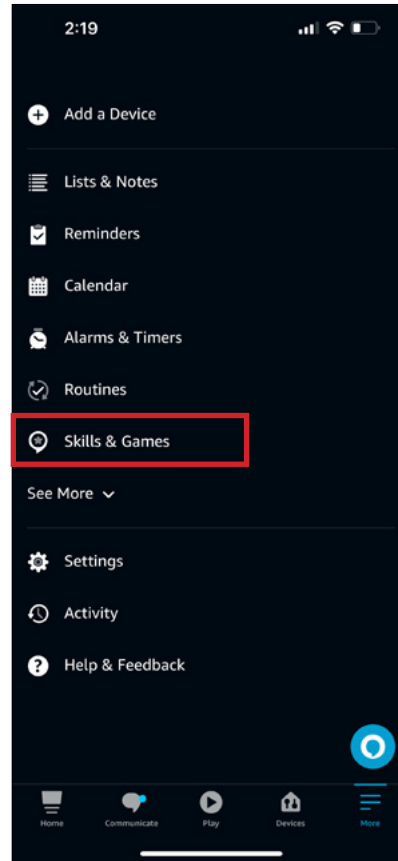 2:19
Add a Device
Lists & Notes
Reminders
Calendar
Alarms & Timers
Routines
Skills & Games
See More
Settings
Activity
Help & Feedback
Home Communicate Play Devices More